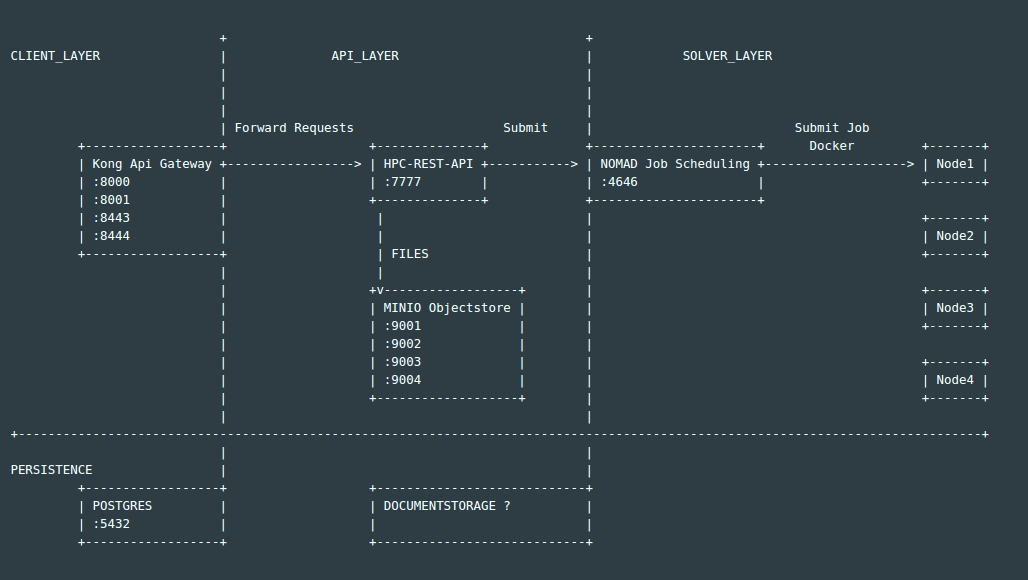 CLIENT_LAYER API_LAYER SOLVER_LAYER
Forward Requests Submit Submit Job
Docker
Kong Api Gateway HPC-REST-API NOMAD Job Scheduling Node1
:8000 :7777 :4646
:8001
:8443
:8444 Node2
FILES
MINIO Objectstore Node3
:9001
:9002
:9003
:9004 Node4
PERSISTENCE
POSTGRES DOCUMENTSTORAGE ?
:5432